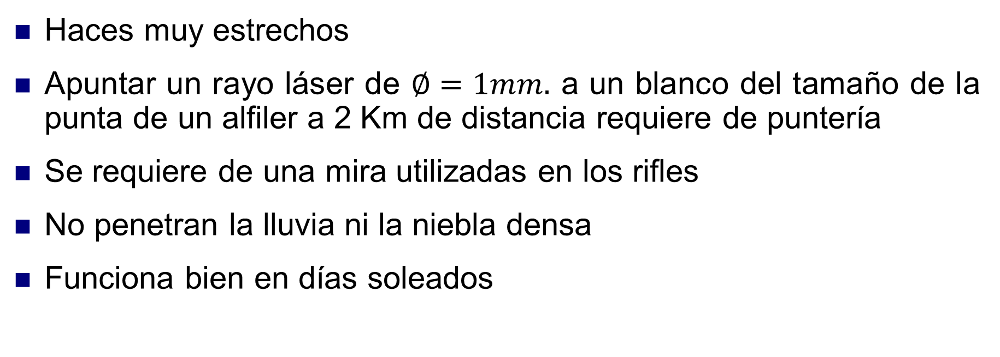 Haces muy estrechos
Apuntar un rayo láser de ∅ = 1mm. a un blanco del tamaño de la
punta de un alfiler a 2 Km de distancia requiere de puntería
Se requiere de una mira utilizadas en los rifles
No penetran la lluvia ni la niebla densa
Funciona bien en días soleados